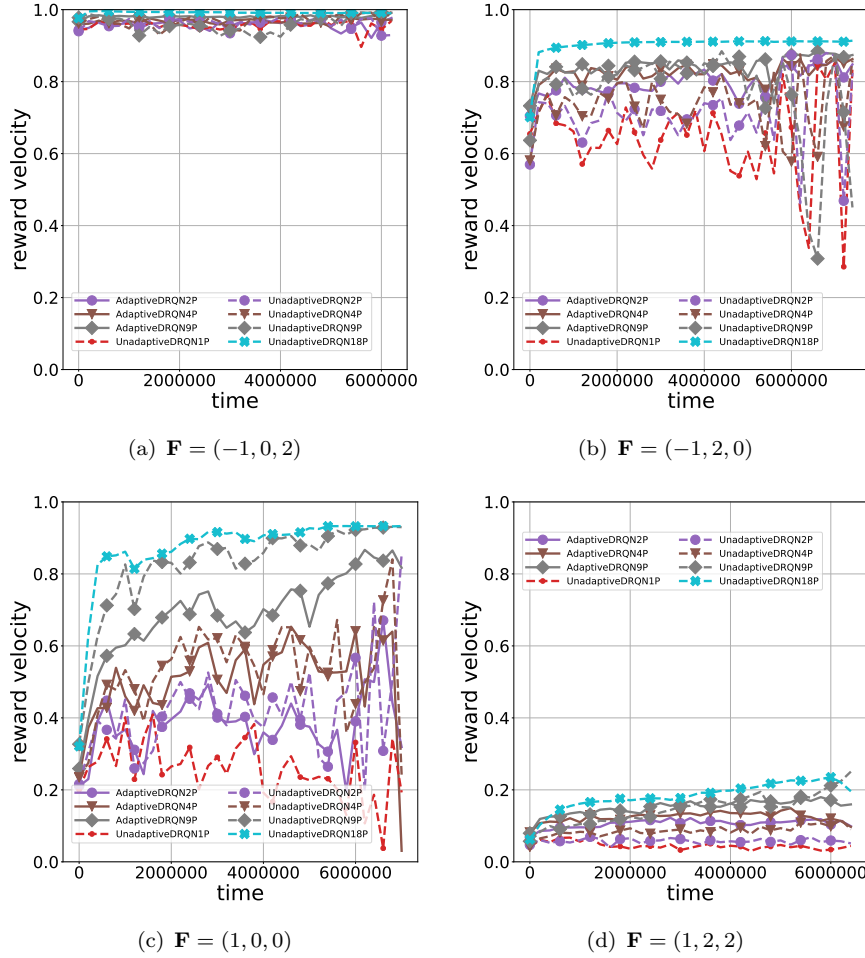 1.0
0.8
0.6
0.4
0.2
0.0
reward velocity
AdaptiveDRQN2P
AdaptiveDRQN4P
AdaptiveDRQN9P
UnadaptiveDRQN1P
UnadaptiveDRQN2P
UnadaptiveDRQN4P
UnadaptiveDRQN9P
UnadaptiveDRQN18P
0 2000000 4000000 6000000
time
(a) F = (−1, 0, 2)
1.0
0.8
0.6
0.4
0.2
0.0
reward velocity
AdaptiveDRQN2P
AdaptiveDRQN4P
AdaptiveDRQN9P
UnadaptiveDRQN1P
UnadaptiveDRQN2P
UnadaptiveDRQN4P
UnadaptiveDRQN9P
UnadaptiveDRQN18P
0 2000000 4000000 6000000
time
(b) F = (−1, 2, 0)
1.0
0.8
0.6
0.4
0.2
0.0
reward velocity
AdaptiveDRQN2P
AdaptiveDRQN4P
AdaptiveDRQN9P
UnadaptiveDRQN1P
UnadaptiveDRQN2P
UnadaptiveDRQN4P
UnadaptiveDRQN9P
UnadaptiveDRQN18P
0 2000000 4000000 6000000
time
(c) F = (1, 0, 0)
1.0
0.8
0.6
0.4
0.2
0.0
reward velocity
AdaptiveDRQN2P
AdaptiveDRQN4P
AdaptiveDRQN9P
UnadaptiveDRQN1P
UnadaptiveDRQN2P
UnadaptiveDRQN4P
UnadaptiveDRQN9P
UnadaptiveDRQN18P
0 2000000 4000000 6000000
time
(d) F = (1, 2, 2)